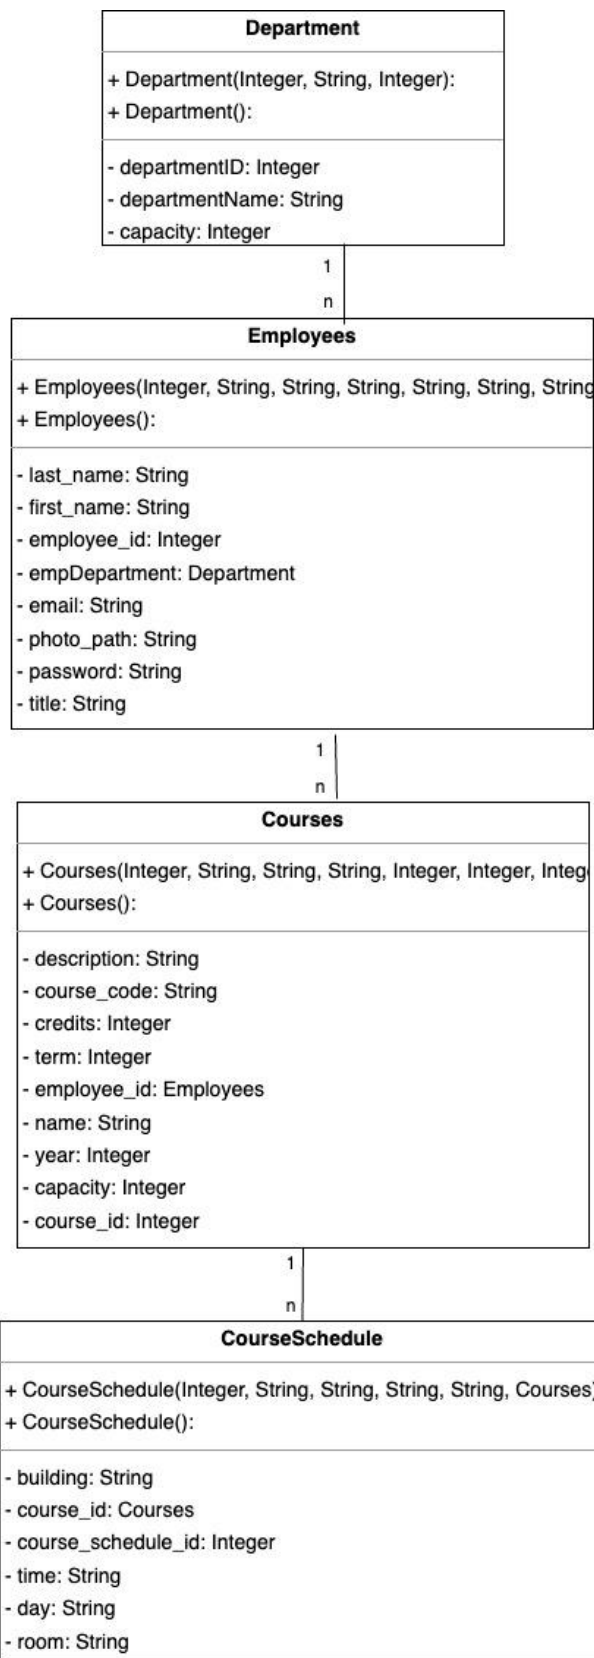 Department
+ Department(Integer, String, Integer):
+ Department():
- departmentID: Integer
- departmentName: String
- capacity: Integer
1
n
Employees
+ Employees(Integer, String, String, String, String, String, String
+ Employees():
- last_name: String
- first_name: String
- employee_id: Integer
- empDepartment: Department
- email: String
- photo_path: String
- password: String
- title: String
1
n
Courses
+ Courses(Integer, String, String, String, Integer, Integer, Integ
+ Courses():
- description: String
- course_code: String
- credits: Integer
- term: Integer
- employee_id: Employees
- name: String
- year: Integer
- capacity: Integer
- course_id: Integer
1
n
CourseSchedule
+ CourseSchedule(Integer, String, String, String, String, Courses)
+ CourseSchedule():
- building: String
- course_id: Courses
- course_schedule_id: Integer
- time: String
- day: String
- room: String